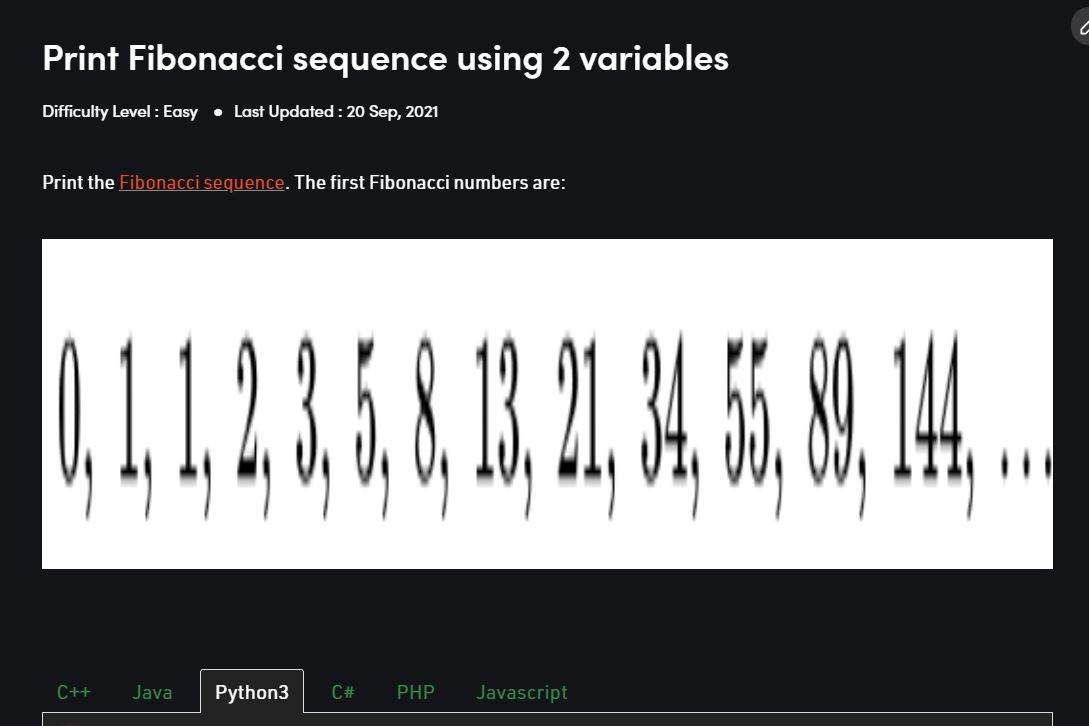 Print Fibonacci sequence using 2 variables
Difficulty Level : Easy ● Last Updated : 20 Sep, 2021
Print the Fibonacci sequence. The first Fibonacci numbers are:
0, 1, 1, 2, 3, 5, 8, 13, 21, 34, 55, 89, 144, ...
C++ Java Python3 C# PHP Javascript